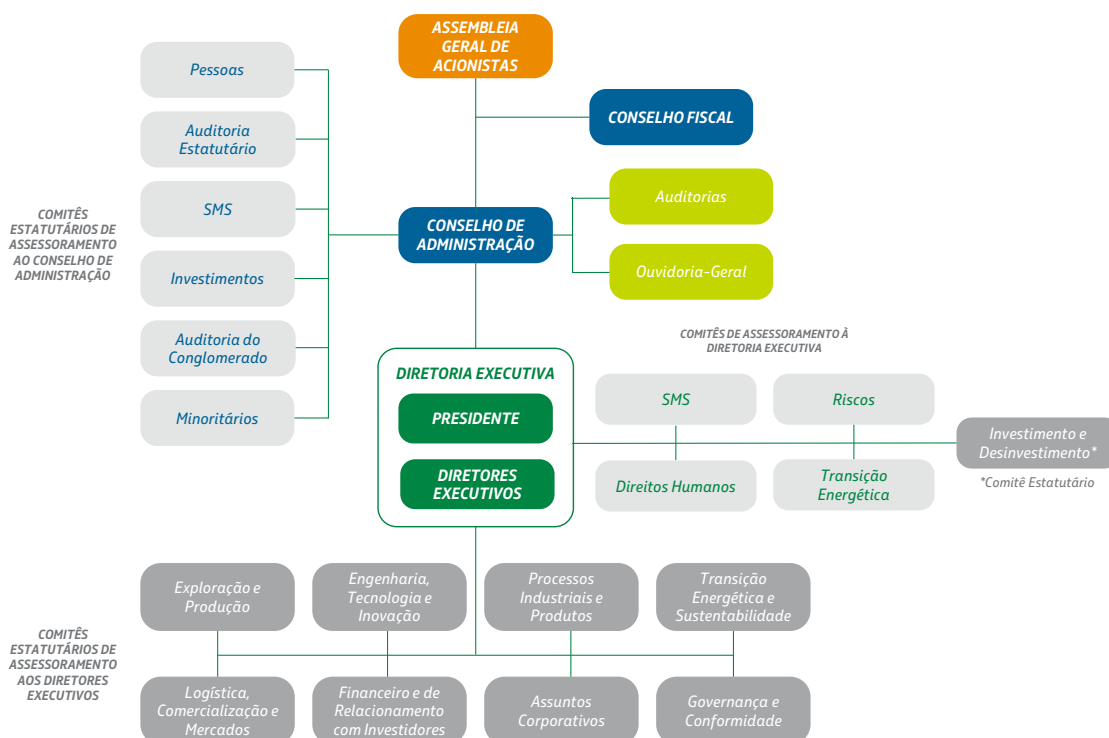 ASSEMBLEIA
GERAL DE
ACIONISTAS
CONSELHO FISCAL
Pessoas
Auditoria
Estatutário
SMS
Investimentos
Auditoria do
Conglomerado
Minoritários
COMITÊS
ESTATUTÁRIOS DE
ASSESSORAMENTO
AO CONSELHO DE
ADMINISTRAÇÃO
CONSELHO DE
ADMINISTRAÇÃO
Auditorias
Ouvidoria-Geral
DIRETORIA EXECUTIVA
PRESIDENTE
DIRETORES
EXECUTIVOS
COMITÊS DE ASSESSORAMENTO À
DIRETORIA EXECUTIVA
SMS
Riscos
Direitos Humanos
Transição
Energética
Investimento e
Desinvestimento*
*Comitê Estatutário
COMITÊS
ESTATUTÁRIOS DE
ASSESSORAMENTO
AOS DIRETORES
EXECUTIVOS
Exploração e
Produção
Engenharia,
Tecnologia e
Inovação
Processos
Industriais e
Produtos
Transição
Energética e
Sustentabilidade
Logística,
Comercialização e
Mercados
Financeiro e de
Relacionamento
com Investidores
Assuntos
Corporativos
Governança e
Conformidade